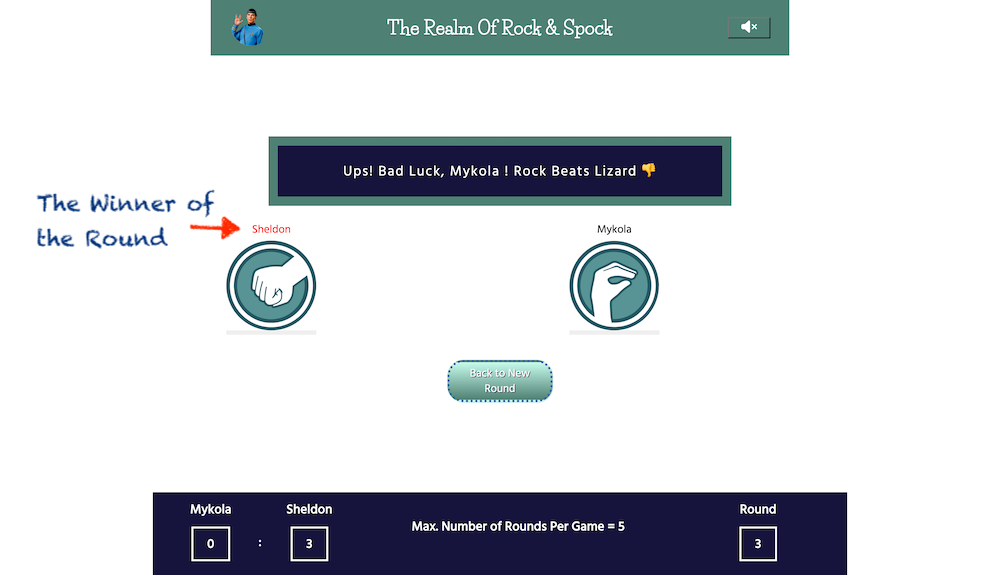 The Realm Of Rock & Spock
Ups! Bad Luck, Mykola ! Rock Beats Lizard 👎
The Winner of
the Round
Sheldon
Mykola
Back to New
Round
Mykola
Sheldon
Max. Number of Rounds Per Game = 5
Round
0 : 3
3